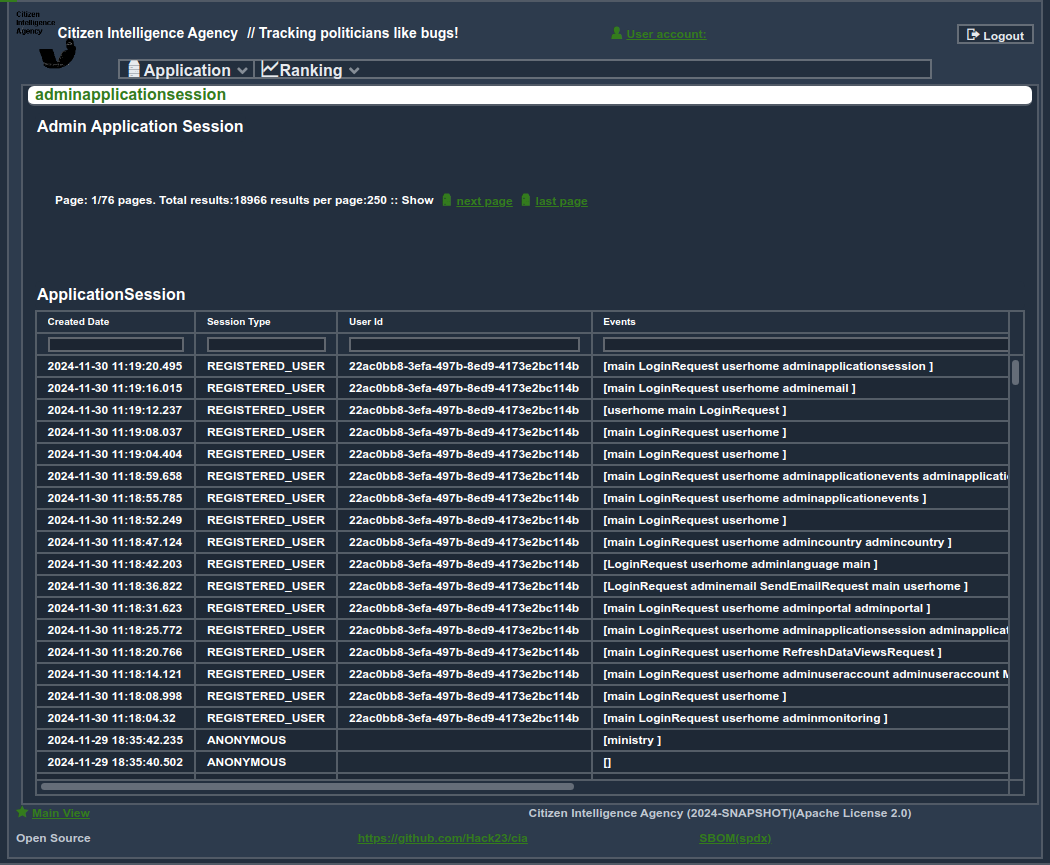 Citizen
Intelligence
Agency
Citizen Intelligence Agency // Tracking politicians like bugs!
User account:
Logout
Application Ranking
adminapplicationsession
Admin Application Session
Page: 1/76 pages. Total results:18966 results per page:250 :: Show next page last page
ApplicationSession
Created Date Session Type User Id Events
2024-11-30 11:19:20.495 REGISTERED_USER 22ac0bb8-3efa-497b-8ed9-4173e2bc114b [main LoginRequest userhome adminapplicationsession ]
2024-11-30 11:19:16.015 REGISTERED_USER 22ac0bb8-3efa-497b-8ed9-4173e2bc114b [main LoginRequest userhome adminemail ]
2024-11-30 11:19:12.237 REGISTERED_USER 22ac0bb8-3efa-497b-8ed9-4173e2bc114b [userhome main LoginRequest ]
2024-11-30 11:19:08.037 REGISTERED_USER 22ac0bb8-3efa-497b-8ed9-4173e2bc114b [main LoginRequest userhome ]
2024-11-30 11:19:04.404 REGISTERED_USER 22ac0bb8-3efa-497b-8ed9-4173e2bc114b [main LoginRequest userhome ]
2024-11-30 11:18:59.658 REGISTERED_USER 22ac0bb8-3efa-497b-8ed9-4173e2bc114b [main LoginRequest userhome adminapplicationevents adminapplicati
2024-11-30 11:18:55.785 REGISTERED_USER 22ac0bb8-3efa-497b-8ed9-4173e2bc114b [main LoginRequest userhome adminapplicationevents ]
2024-11-30 11:18:52.249 REGISTERED_USER 22ac0bb8-3efa-497b-8ed9-4173e2bc114b [main LoginRequest userhome ]
2024-11-30 11:18:47.124 REGISTERED_USER 22ac0bb8-3efa-497b-8ed9-4173e2bc114b [main LoginRequest userhome admincountry admincountry ]
2024-11-30 11:18:42.203 REGISTERED_USER 22ac0bb8-3efa-497b-8ed9-4173e2bc114b [LoginRequest userhome adminlanguage main ]
2024-11-30 11:18:36.822 REGISTERED_USER 22ac0bb8-3efa-497b-8ed9-4173e2bc114b [LoginRequest adminemail SendEmailRequest main userhome ]
2024-11-30 11:18:31.623 REGISTERED_USER 22ac0bb8-3efa-497b-8ed9-4173e2bc114b [main LoginRequest userhome adminportal adminportal ]
2024-11-30 11:18:25.772 REGISTERED_USER 22ac0bb8-3efa-497b-8ed9-4173e2bc114b [main LoginRequest userhome adminapplicationsession adminapplicat
2024-11-30 11:18:20.766 REGISTERED_USER 22ac0bb8-3efa-497b-8ed9-4173e2bc114b [main LoginRequest userhome RefreshDataViewsRequest ]
2024-11-30 11:18:14.121 REGISTERED_USER 22ac0bb8-3efa-497b-8ed9-4173e2bc114b [main LoginRequest userhome adminuseraccount adminuseraccount M
2024-11-30 11:18:08.998 REGISTERED_USER 22ac0bb8-3efa-497b-8ed9-4173e2bc114b [main LoginRequest userhome ]
2024-11-30 11:18:04.32 REGISTERED_USER 22ac0bb8-3efa-497b-8ed9-4173e2bc114b [main LoginRequest userhome adminmonitoring ]
2024-11-29 18:35:42.235 ANONYMOUS [ministry ]
2024-11-29 18:35:40.502 ANONYMOUS []
Main View Citizen Intelligence Agency (2024-SNAPSHOT)(Apache License 2.0)
Open Source https://github.com/Hack23/cia SBOM(spdx)